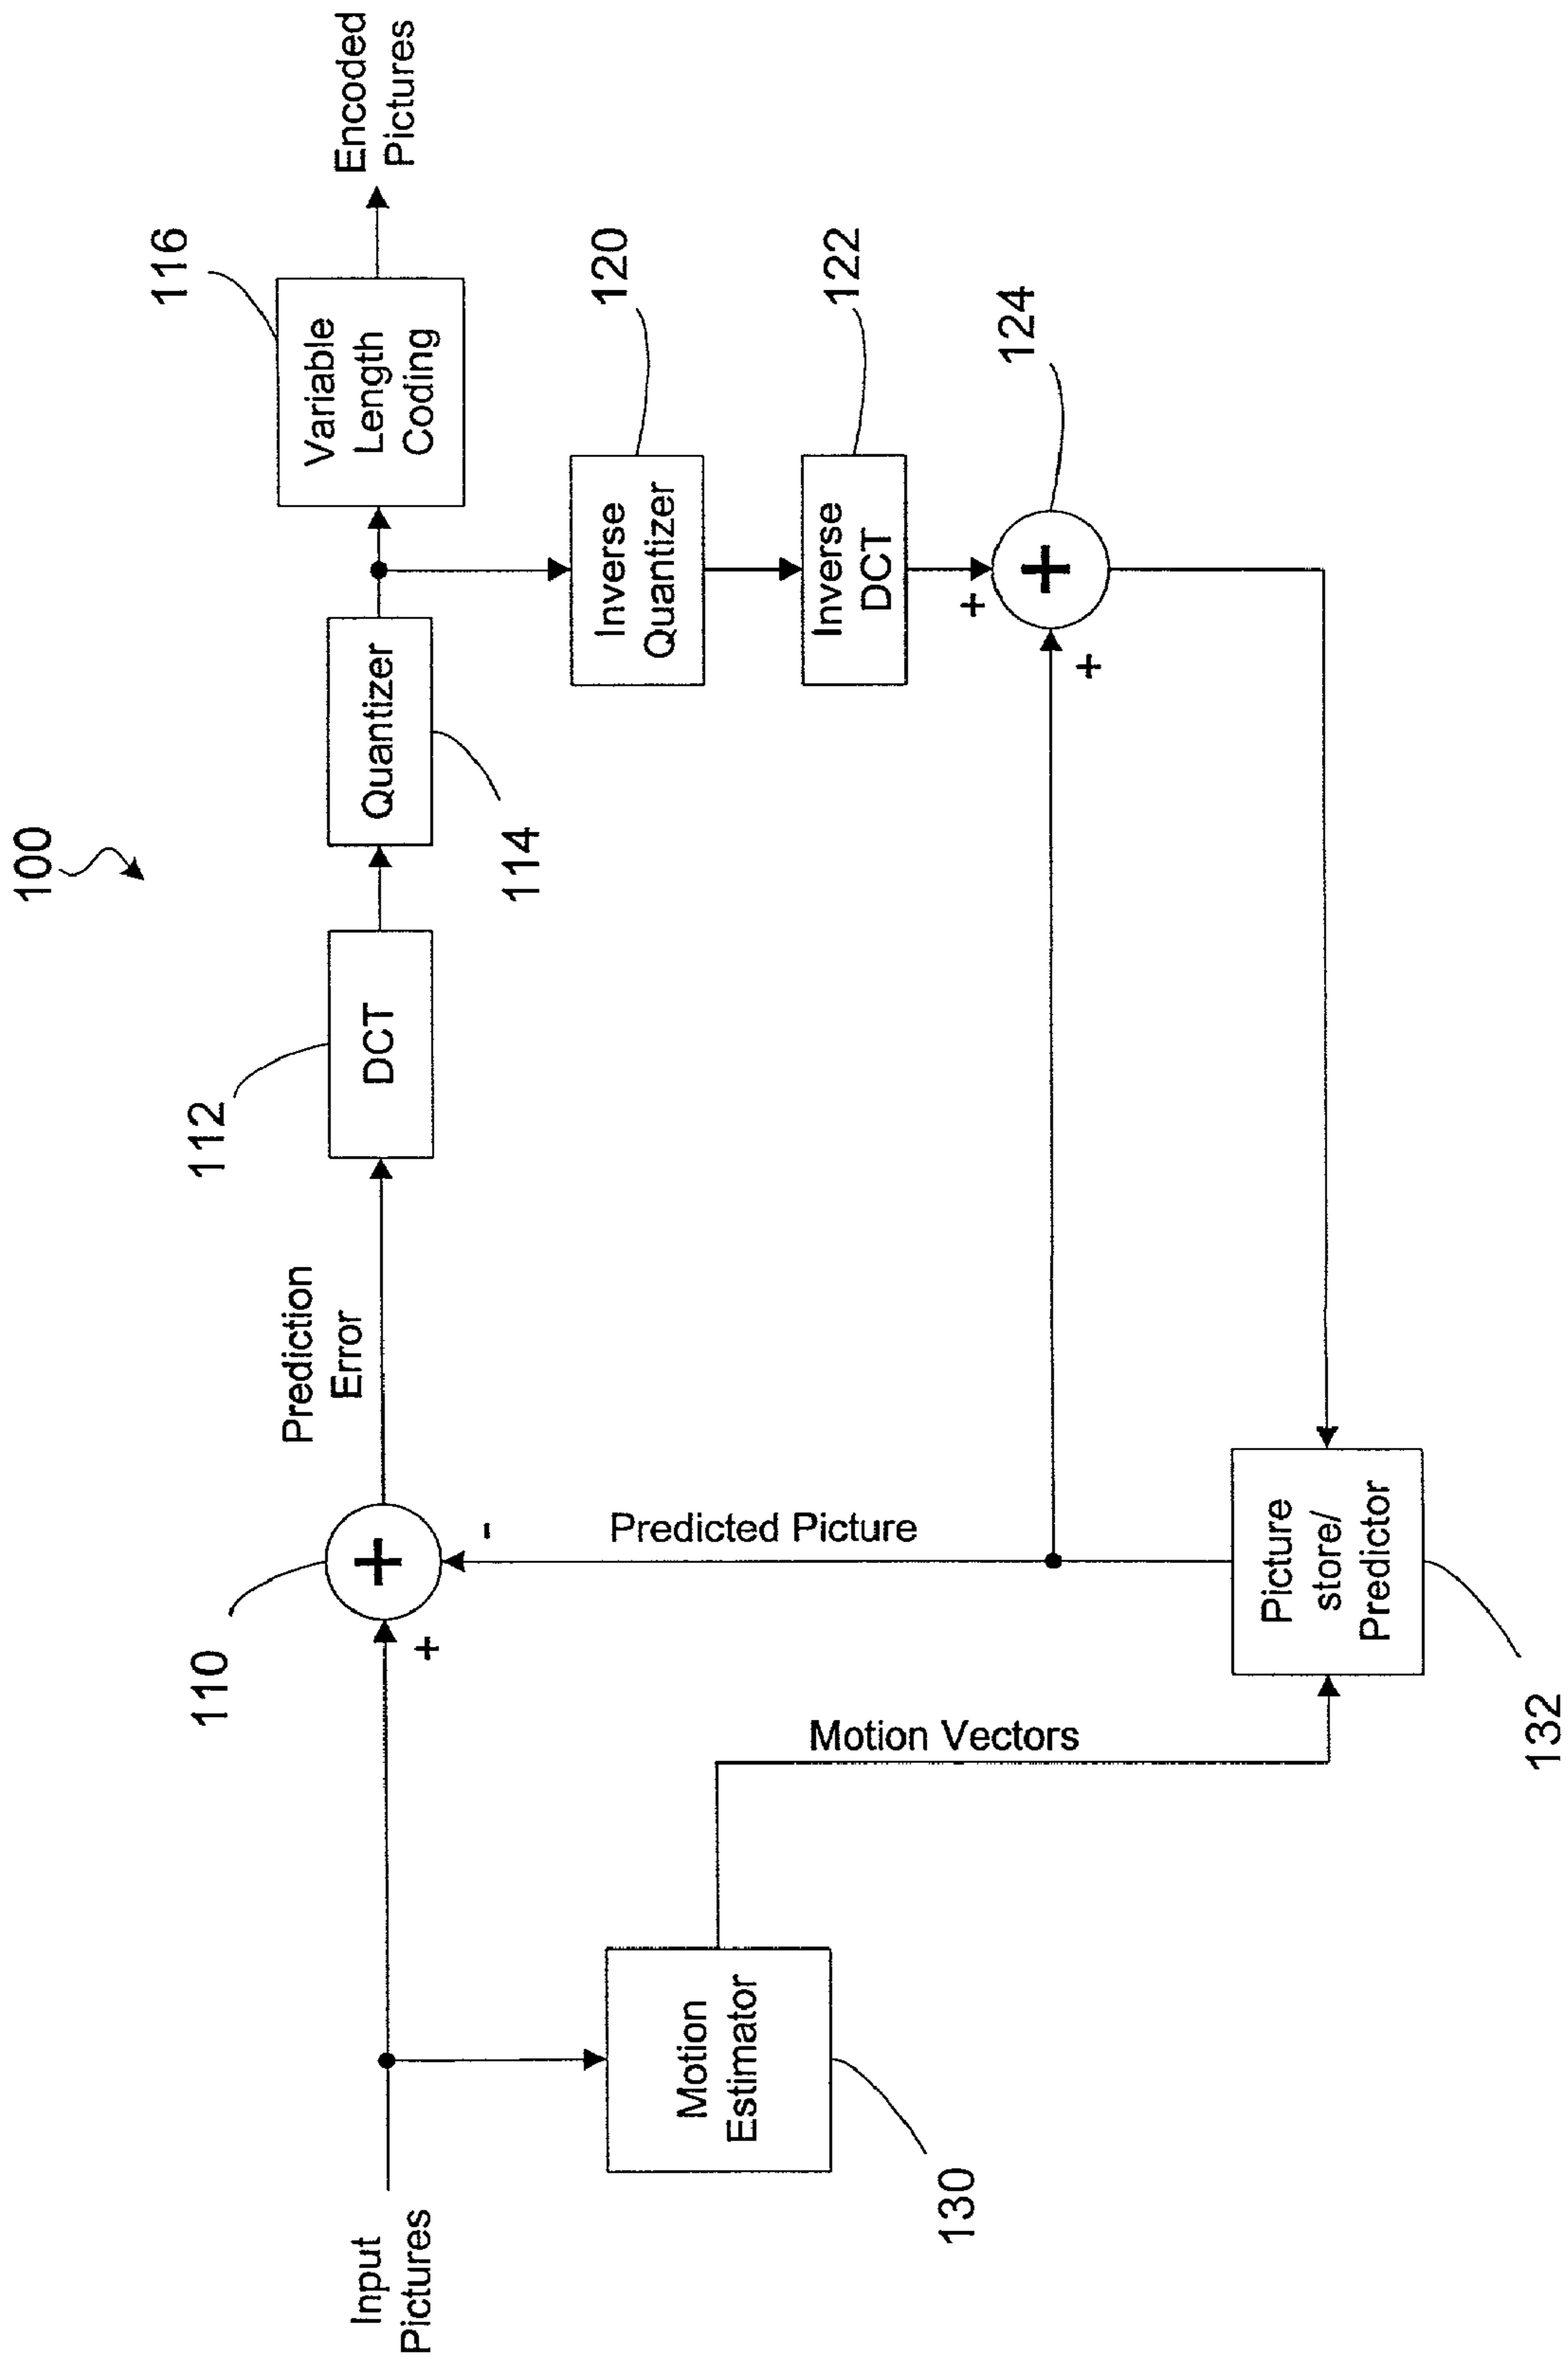 100
116
Variable
Length
Coding
Encoded
Pictures
112
DCT
Quantizer
114
Prediction
Error
110
+
+
-
Input
Pictures
Inverse
Quantizer
120
Inverse
DCT
122
+
+
+
124
Predicted Picture
Motion Vectors
Motion
Estimator
130
Picture
store/
Predictor
132